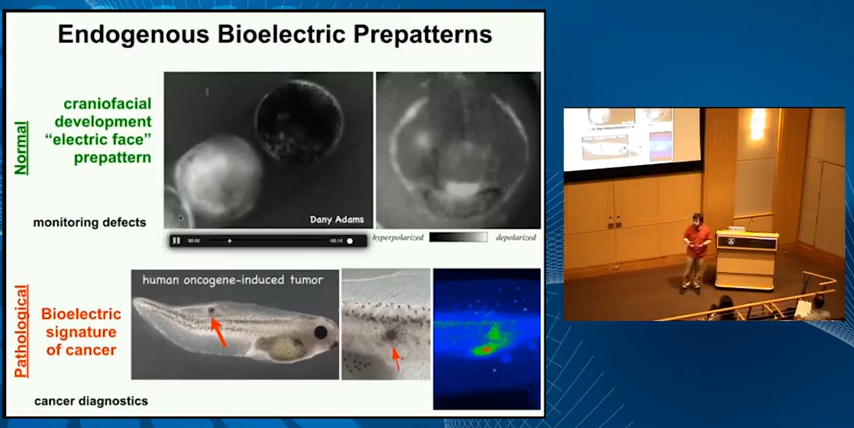 Endogenous Bioelectric Prepatterns
Normal
craniofacial
development
"electric face"
prepattern
Dany Adams
monitoring defects
hyperpolarized
depolarized
human oncogene-induced tumor
Pathological
Bioelectric
signature
of cancer
cancer diagnostics